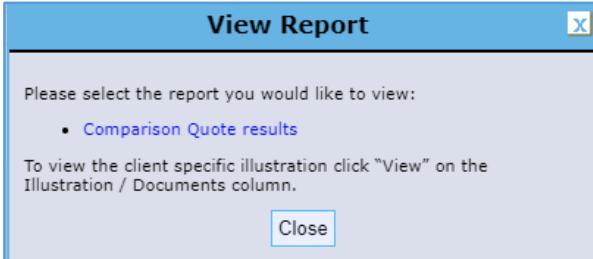 View Report
X
Please select the report you would like to view:
• Comparison Quote results
To view the client specific illustration click “View” on the
Illustration / Documents column.
Close